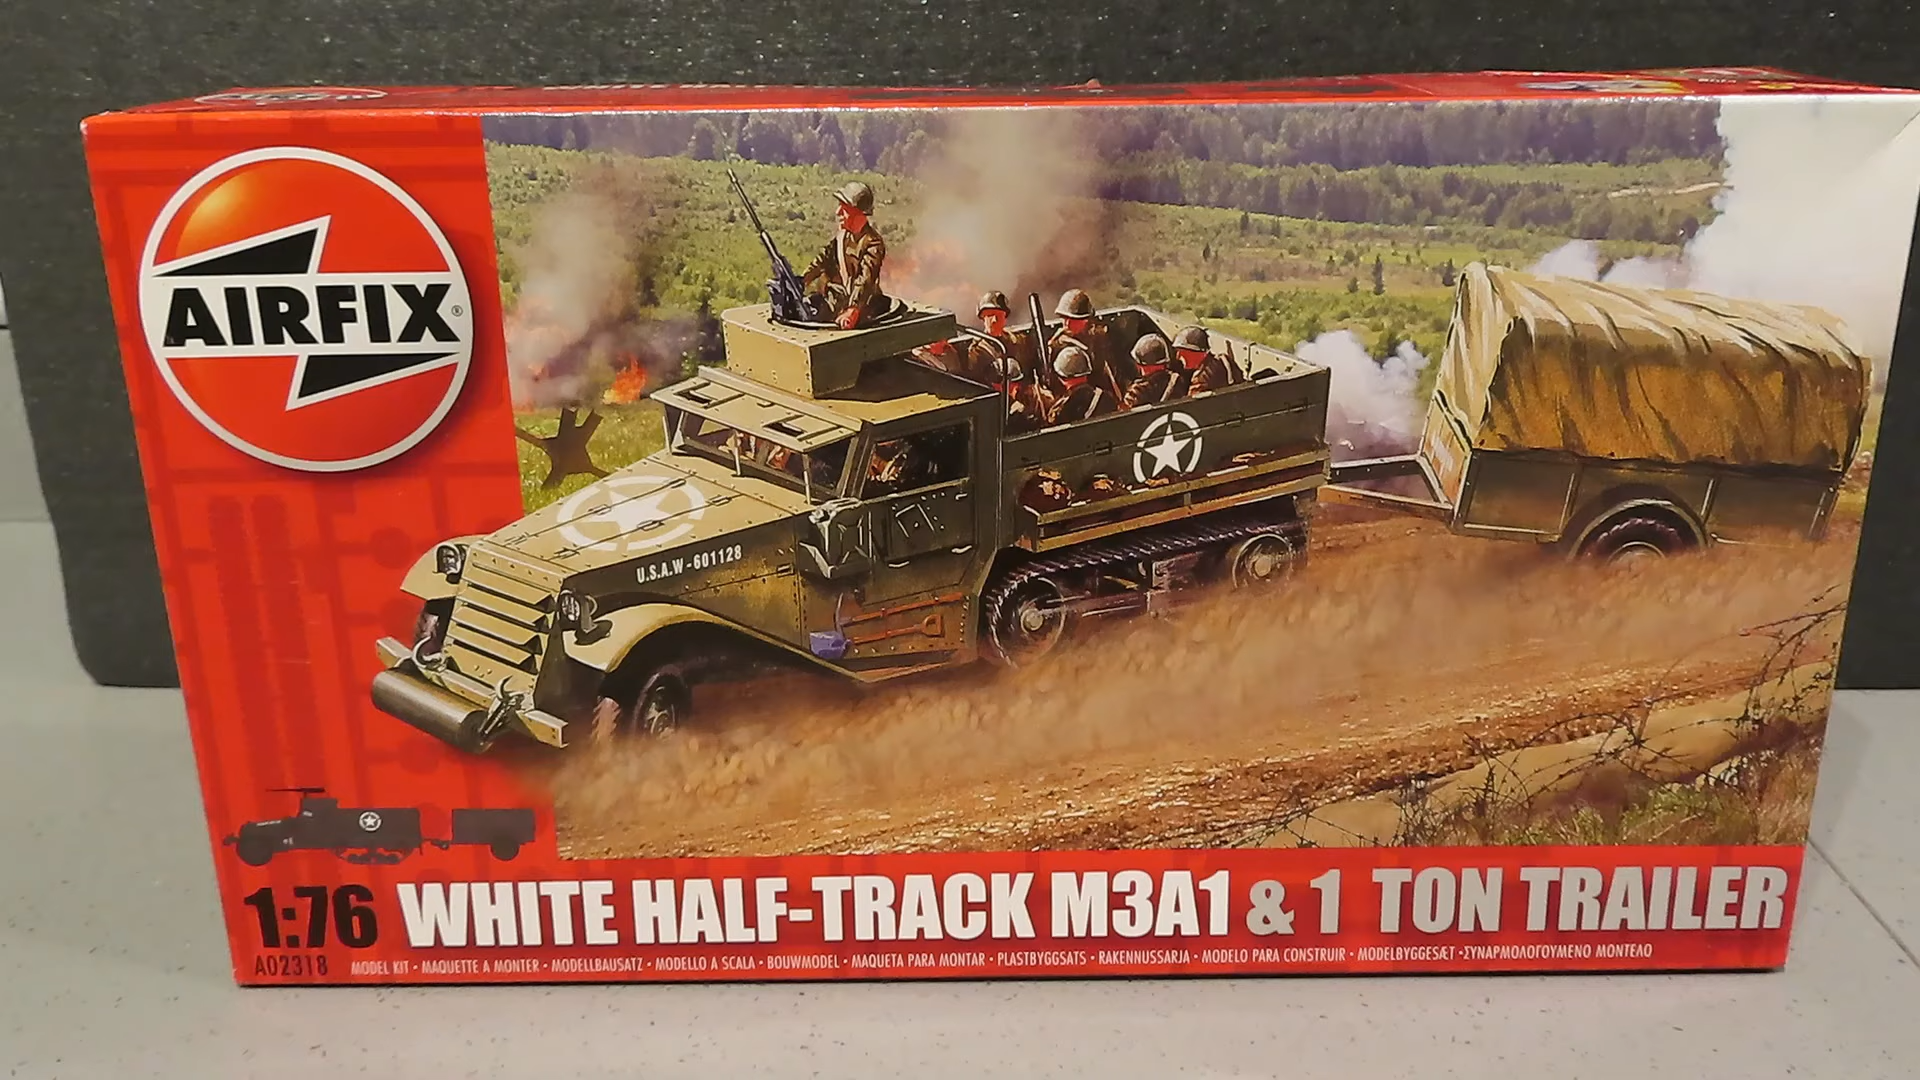 AIRFIX®
U.S.A.W-601128
1:76 WHITE HALF-TRACK M3A1 & 1 TON TRAILER
A02318 MODEL KIT • MAQUETTE A MONTER • MODELLBAUSATZ • MODELLO A SCALA • BOUWMODEL • MAQUETA PARA MONTAR • PLASTBYGGSATS • RAKENNUSSARJA • MODELO PARA CONSTRUIR • MODELBYGGESÆT • ΣΥΝΑΡΜΟΛΟΓΟΥΜΕΝΟ ΜΟΝΤΕΛΟ